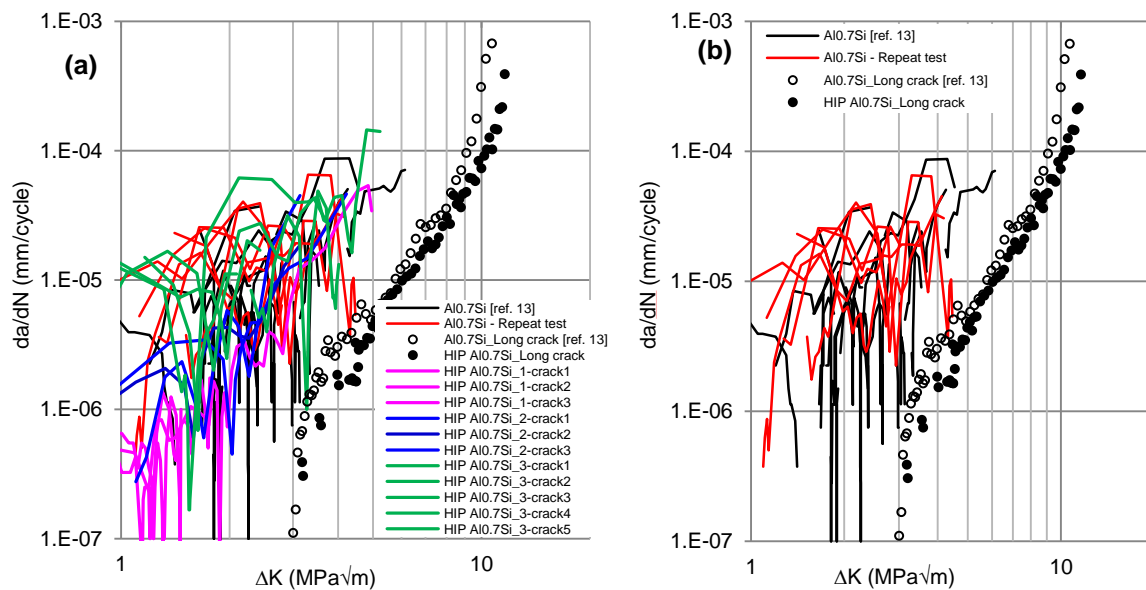 1.E-03
1.E-04
1.E-05
1.E-06
1.E-07
da/dN (mm/cycle)
(a)
Al0.7Si [ref. 13]
Al0.7Si - Repeat test
Al0.7Si_Long crack [ref. 13]
HIP Al0.7Si_Long crack
HIP Al0.7Si_1-crack1
HIP Al0.7Si_1-crack2
HIP Al0.7Si_1-crack3
HIP Al0.7Si_2-crack1
HIP Al0.7Si_2-crack2
HIP Al0.7Si_2-crack3
HIP Al0.7Si_3-crack1
HIP Al0.7Si_3-crack2
HIP Al0.7Si_3-crack3
HIP Al0.7Si_3-crack4
HIP Al0.7Si_3-crack5
1 10
ΔK (MPa√m)
1.E-03
1.E-04
1.E-05
1.E-06
1.E-07
da/dN (mm/cycle)
(b)
Al0.7Si [ref. 13]
Al0.7Si - Repeat test
Al0.7Si_Long crack [ref. 13]
HIP Al0.7Si_Long crack
1 10
ΔK (MPa√m)